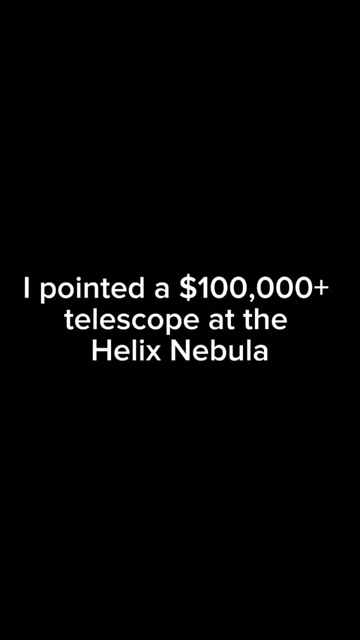 I pointed a $100,000+
telescope at the
Helix Nebula